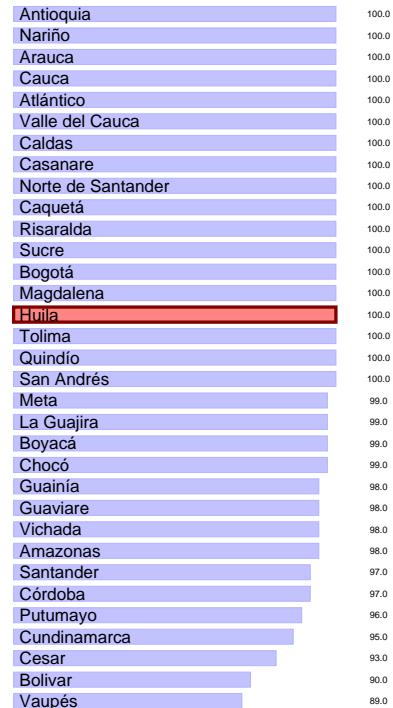 Antioquia 100.0
Nariño 100.0
Arauca 100.0
Cauca 100.0
Atlántico 100.0
Valle del Cauca 100.0
Caldas 100.0
Casanare 100.0
Norte de Santander 100.0
Caquetá 100.0
Risaralda 100.0
Sucre 100.0
Bogotá 100.0
Magdalena 100.0
Huila 100.0
Tolima 100.0
Quindío 100.0
San Andrés 100.0
Meta 99.0
La Guajira 99.0
Boyacá 99.0
Chocó 99.0
Guainía 98.0
Guaviare 98.0
Vichada 98.0
Amazonas 98.0
Santander 97.0
Córdoba 97.0
Putumayo 96.0
Cundinamarca 95.0
Cesar 93.0
Bolivar 90.0
Vaupés 89.0